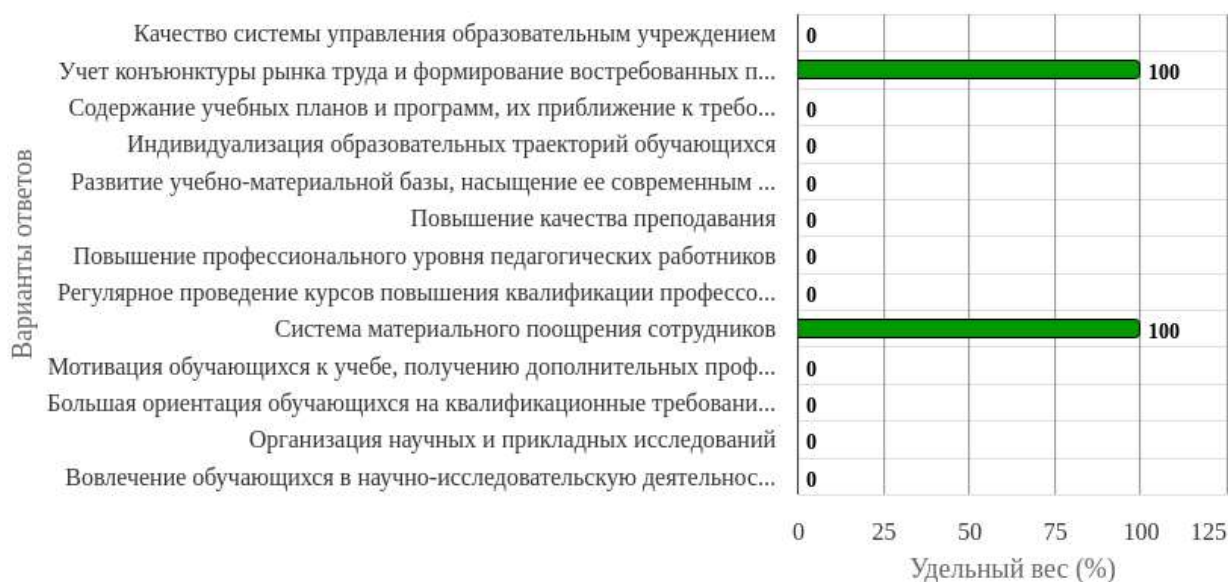 Варианты ответов
Качество системы управления образовательным учреждением 0
Учет конъюнктуры рынка труда и формирование востребованных п... 100
Содержание учебных планов и программ, их приближение к требо... 0
Индивидуализация образовательных траекторий обучающихся 0
Развитие учебно-материальной базы, насыщение ее современным ... 0
Повышение качества преподавания 0
Повышение профессионального уровня педагогических работников 0
Регулярное проведение курсов повышения квалификации профессо... 0
Система материального поощрения сотрудников 100
Мотивация обучающихся к учебе, получению дополнительных проф... 0
Большая ориентация обучающихся на квалификационные требовани... 0
Организация научных и прикладных исследований 0
Вовлечение обучающихся в научно-исследовательскую деятельнос... 0
0 25 50 75 100 125
Удельный вес (%)